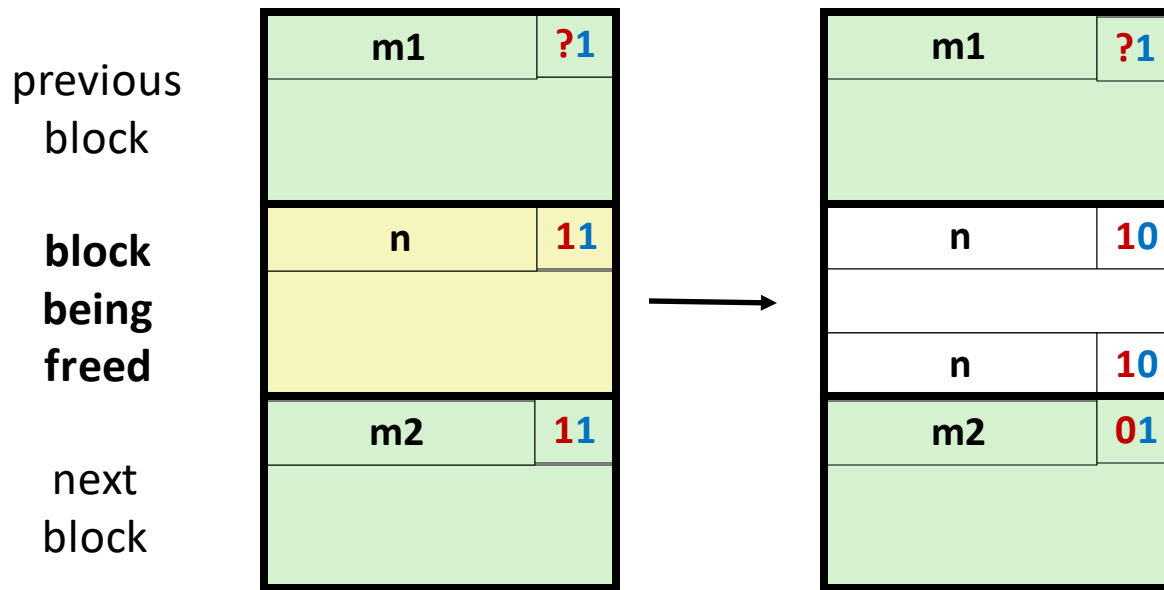 previous
block
block
being
freed
next
block
m1 ?1
n 11
m2 11
m1 ?1
n 10
n 10
m2 01